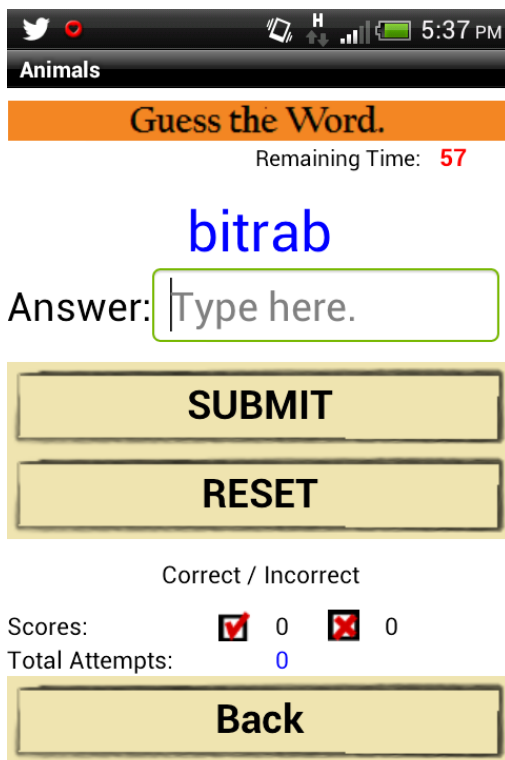 H 5:37 PM
Animals
Guess the Word.
Remaining Time: 57
bitrab
Answer: Type here.
SUBMIT
RESET
Correct / Incorrect
Scores: 0 0
Total Attempts: 0
Back